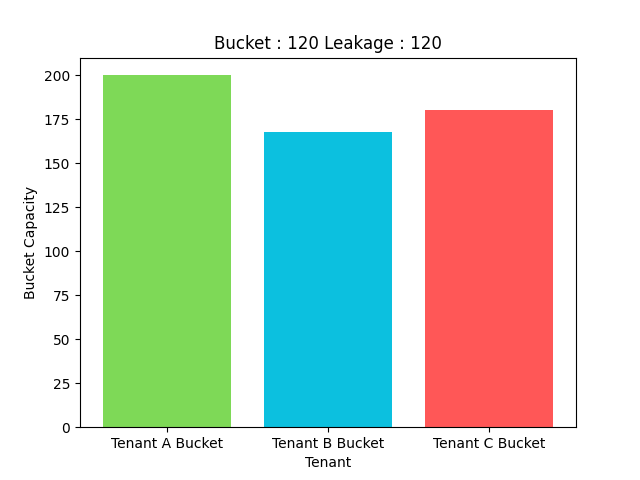 Bucket : 120 Leakage : 120
Bucket Capacity
200
175
150
125
100
75
50
25
0
Tenant A Bucket
Tenant B Bucket
Tenant C Bucket
Tenant